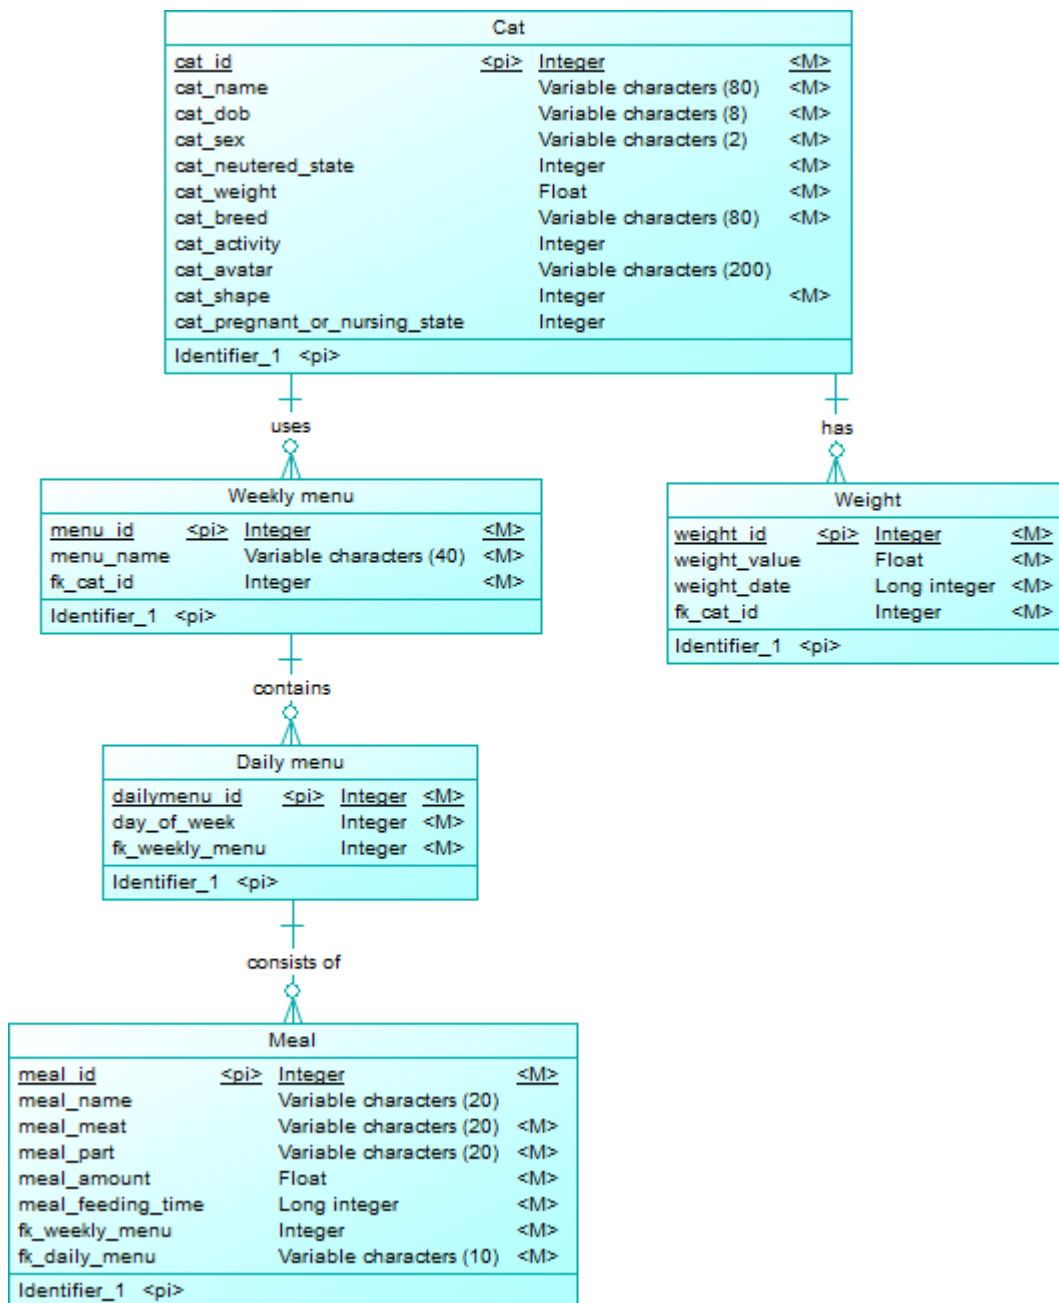 Cat
cat_id <pi> Integer <M>
cat_name Variable characters (80) <M>
cat_dob Variable characters (8) <M>
cat_sex Variable characters (2) <M>
cat_neutered_state Integer <M>
cat_weight Float <M>
cat_breed Variable characters (80) <M>
cat_activity Integer
cat_avatar Variable characters (200)
cat_shape Integer <M>
cat_pregnant_or_nursing_state Integer
Identifier_1 <pi>
uses
has
Weekly menu
menu_id <pi> Integer <M>
menu_name Variable characters (40) <M>
fk_cat_id Integer <M>
Identifier_1 <pi>
Weight
weight_id <pi> Integer <M>
weight_value Float <M>
weight_date Long integer <M>
fk_cat_id Integer <M>
Identifier_1 <pi>
contains
Daily menu
dailymenu_id <pi> Integer <M>
day_of_week Integer <M>
fk_weekly_menu Integer <M>
Identifier_1 <pi>
consists of
Meal
meal_id <pi> Integer <M>
meal_name Variable characters (20)
meal_meat Variable characters (20) <M>
meal_part Variable characters (20) <M>
meal_amount Float <M>
meal_feeding_time Long integer <M>
fk_weekly_menu Integer <M>
fk_daily_menu Variable characters (10) <M>
Identifier_1 <pi>